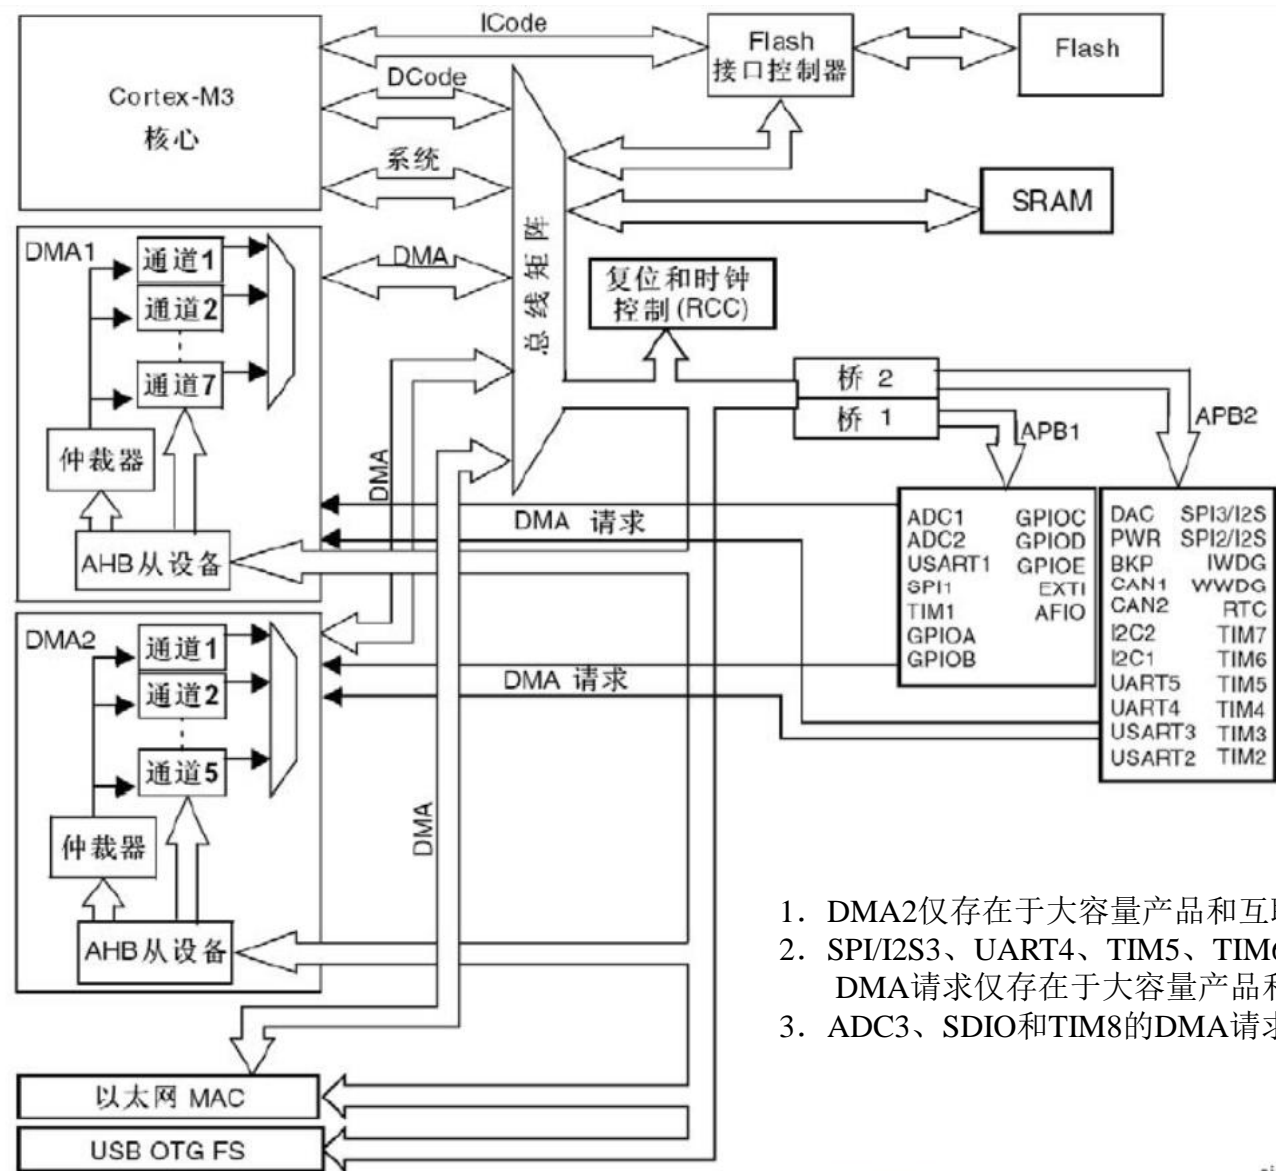 ICode
Cortex-M3
核心
DCode
系统
Flash
接口控制器
Flash
SRAM
总线矩阵
DMA1
通道1
通道2
通道7
仲裁器
AHB从设备
DMA
复位和时钟
控制(RCC)
桥 2
桥 1
APB1
APB2
DMA
DMA 请求
ADC1 GPIOC
ADC2 GPIOD
USART1 GPIOE
SPI1 EXTI
TIM1 AFIO
GPIOA
GPIOB
DAC SPI3/I2S
PWR SPI2/I2S
BKP IWDG
CAN1 WWDG
CAN2 RTC
I2C2 TIM7
I2C1 TIM6
UART5 TIM5
UART4 TIM4
USART3 TIM3
USART2 TIM2
DMA2
通道1
通道2
通道5
仲裁器
AHB从设备
DMA 请求
DMA
以太网 MAC
USB OTG FS
1. DMA2仅存在于大容量产品和互
2. SPI/I2S3、UART4、TIM5、TIM
DMA请求仅存在于大容量产品
3. ADC3、SDIO和TIM8的DMA请